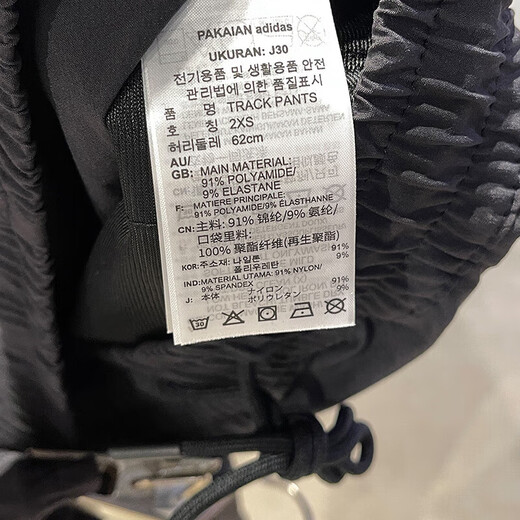 PAKAIAN adidas
UKURAN: J30
전기용품 및 생활용품 안전
관리법에 의한 품질표시
품 명 TRACK PANTS
호 칭 2XS
허리둘레 62cm
AU/
GB: MAIN MATERIAL:
91% POLYAMIDE/
9% ELASTANE
F: MATIERE PRINCIPALE:
91% POLYAMIDE/9% ÉLASTHANNE
CN: 主料: 91% 锦纶/9% 氨纶/
口袋里料:
100% 聚酯纤维(再生聚酯)
KOR: 주소재: 나일론 91%
폴리우레탄 9%
IND: MATERIAL UTAMA: 91% NYLON/
9% SPANDEX
J: 本体 ナイロン 91%
ポリウレタン 9%
30